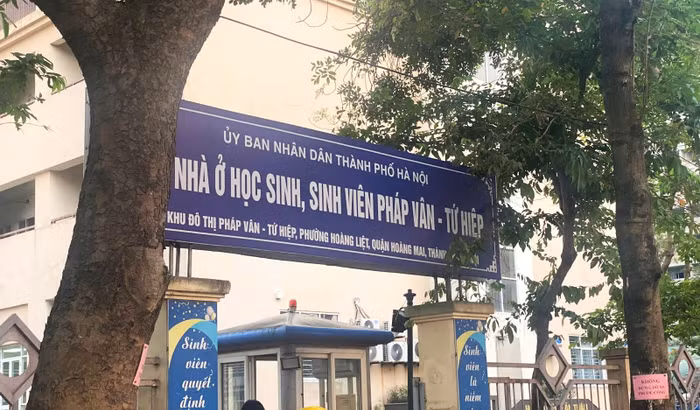 ỦY BAN NHÂN DÂN THÀNH PHỐ HÀ NỘI
NHÀ Ở HỌC SINH, SINH VIÊN PHÁP VÂN - TỨ HIỆP
KHU ĐÔ THỊ PHÁP VÂN - TỨ HIỆP, PHƯỜNG HOÀNG LIỆT, QUẬN HOÀNG MAI, THÀNH
Sinh
viên
quyết
định
Sinh
viên
là
niềm
KHÔNG